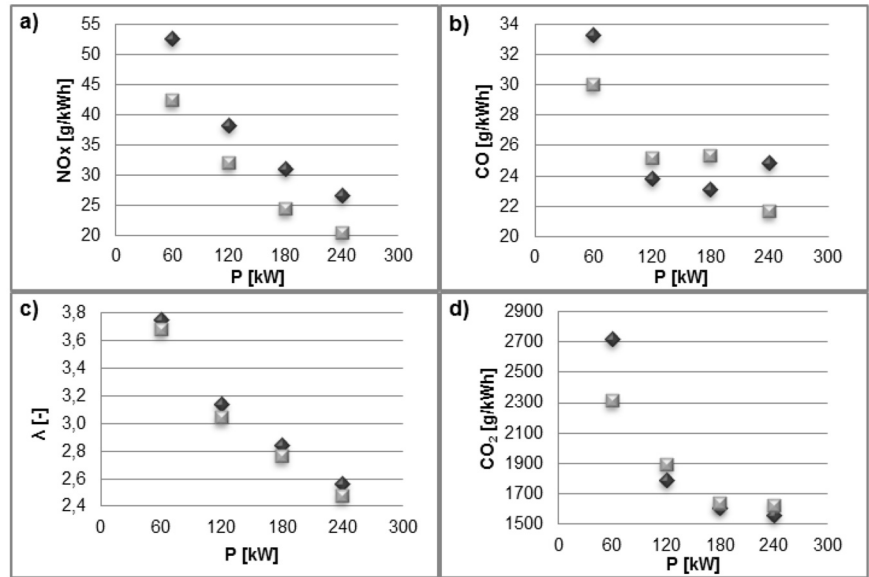 a)
NOx [g/kWh]
55
50
45
40
35
30
25
20
0 60 120 180 240 300
P [kW]
b)
CO [g/kWh]
34
32
30
28
26
24
22
20
0 60 120 180 240 300
P [kW]
c)
λ [-]
3,8
3,6
3,4
3,2
3,0
2,8
2,6
2,4
0 60 120 180 240 300
P [kW]
d)
CO₂ [g/kWh]
2900
2700
2500
2300
2100
1900
1700
1500
0 60 120 180 240 300
P [kW]